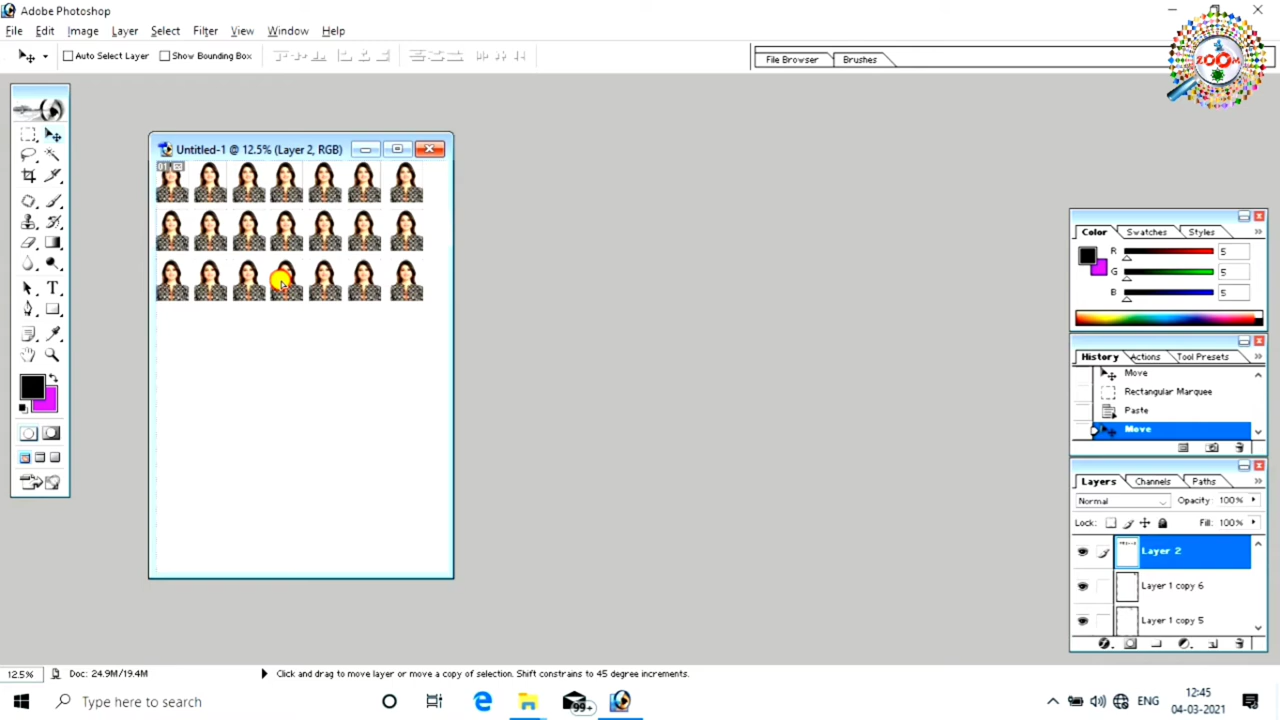 Adobe Photoshop
File Edit Image Layer Select Filter View Window Help
Auto Select Layer Show Bounding Box
File Browser Brushes
ZOOM
Untitled-1 @ 12.5% (Layer 2, RGB)
Color Swatches Styles
R 5
G 5
B 5
History Actions Tool Presets
Move
Rectangular Marquee
Paste
Move
Layers Channels Paths
Normal Opacity: 100%
Lock: Fill: 100%
Layer 2
Layer 1 copy 6
Layer 1 copy 5
12.5% Doc: 24.9M/19.4M Click and drag to move layer or move a copy of selection. Shift constrains to 45 degree increments.
Type here to search
99+
ENG
12:45
04-03-2021